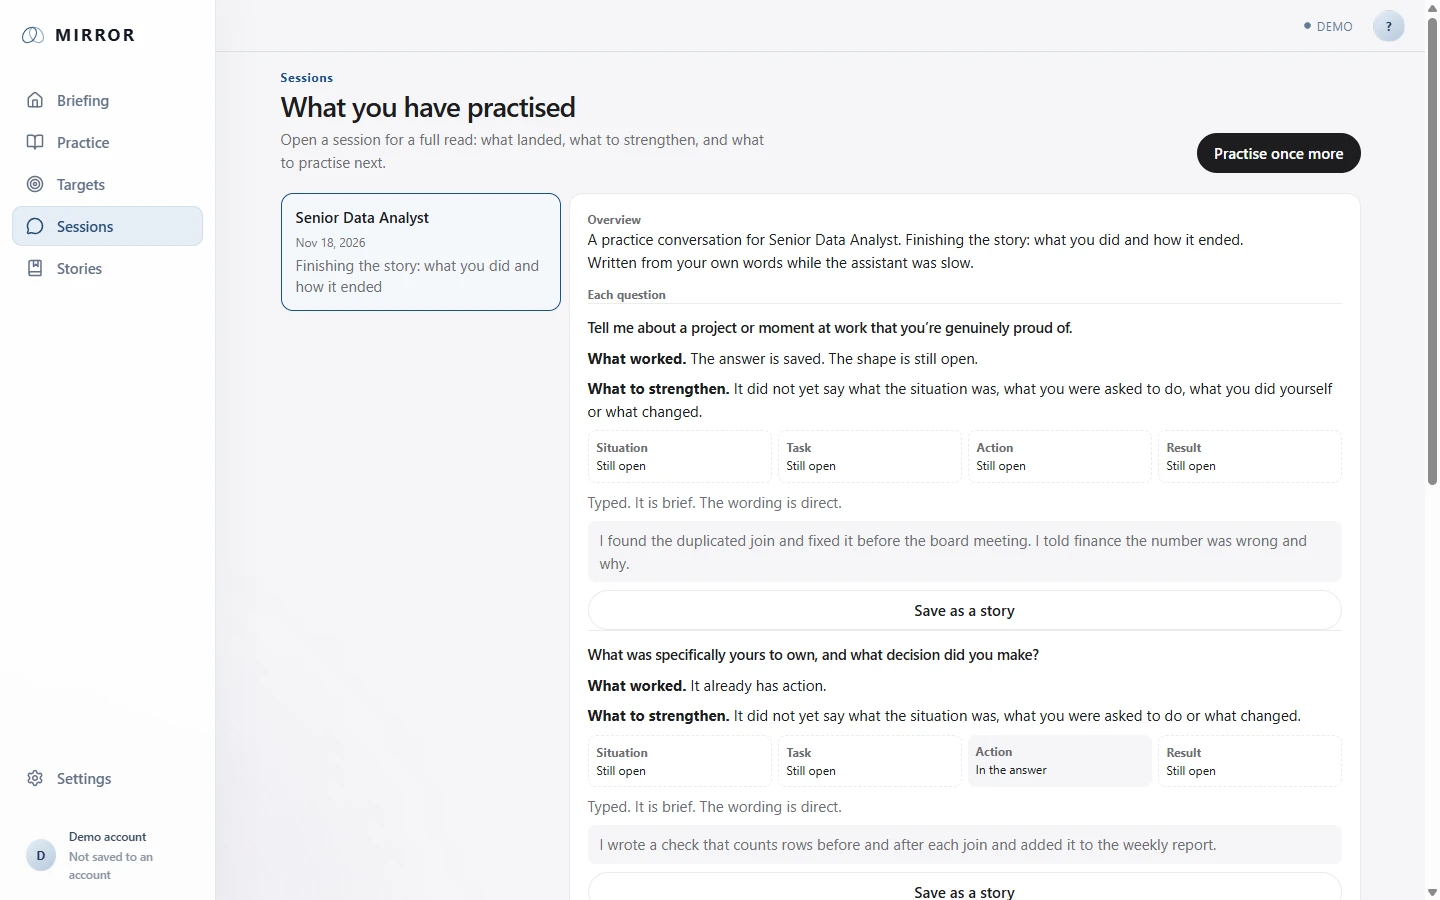 MIRROR
Briefing
Practice
Targets
Sessions
Stories
Settings
D
Demo account
Not saved to an
account
DEMO
?
Sessions
What you have practised
Open a session for a full read: what landed, what to strengthen, and what
to practise next.
Practise once more
Senior Data Analyst
Nov 18, 2026
Finishing the story: what you did and
how it ended
Overview
A practice conversation for Senior Data Analyst. Finishing the story: what you did and how it ended.
Written from your own words while the assistant was slow.
Each question
Tell me about a project or moment at work that you’re genuinely proud of.
What worked. The answer is saved. The shape is still open.
What to strengthen. It did not yet say what the situation was, what you were asked to do, what you did yourself
or what changed.
Situation
Still open
Task
Still open
Action
Still open
Result
Still open
Typed. It is brief. The wording is direct.
I found the duplicated join and fixed it before the board meeting. I told finance the number was wrong and
why.
Save as a story
What was specifically yours to own, and what decision did you make?
What worked. It already has action.
What to strengthen. It did not yet say what the situation was, what you were asked to do or what changed.
Situation
Still open
Task
Still open
Action
In the answer
Result
Still open
Typed. It is brief. The wording is direct.
I wrote a check that counts rows before and after each join and added it to the weekly report.
Save as a story